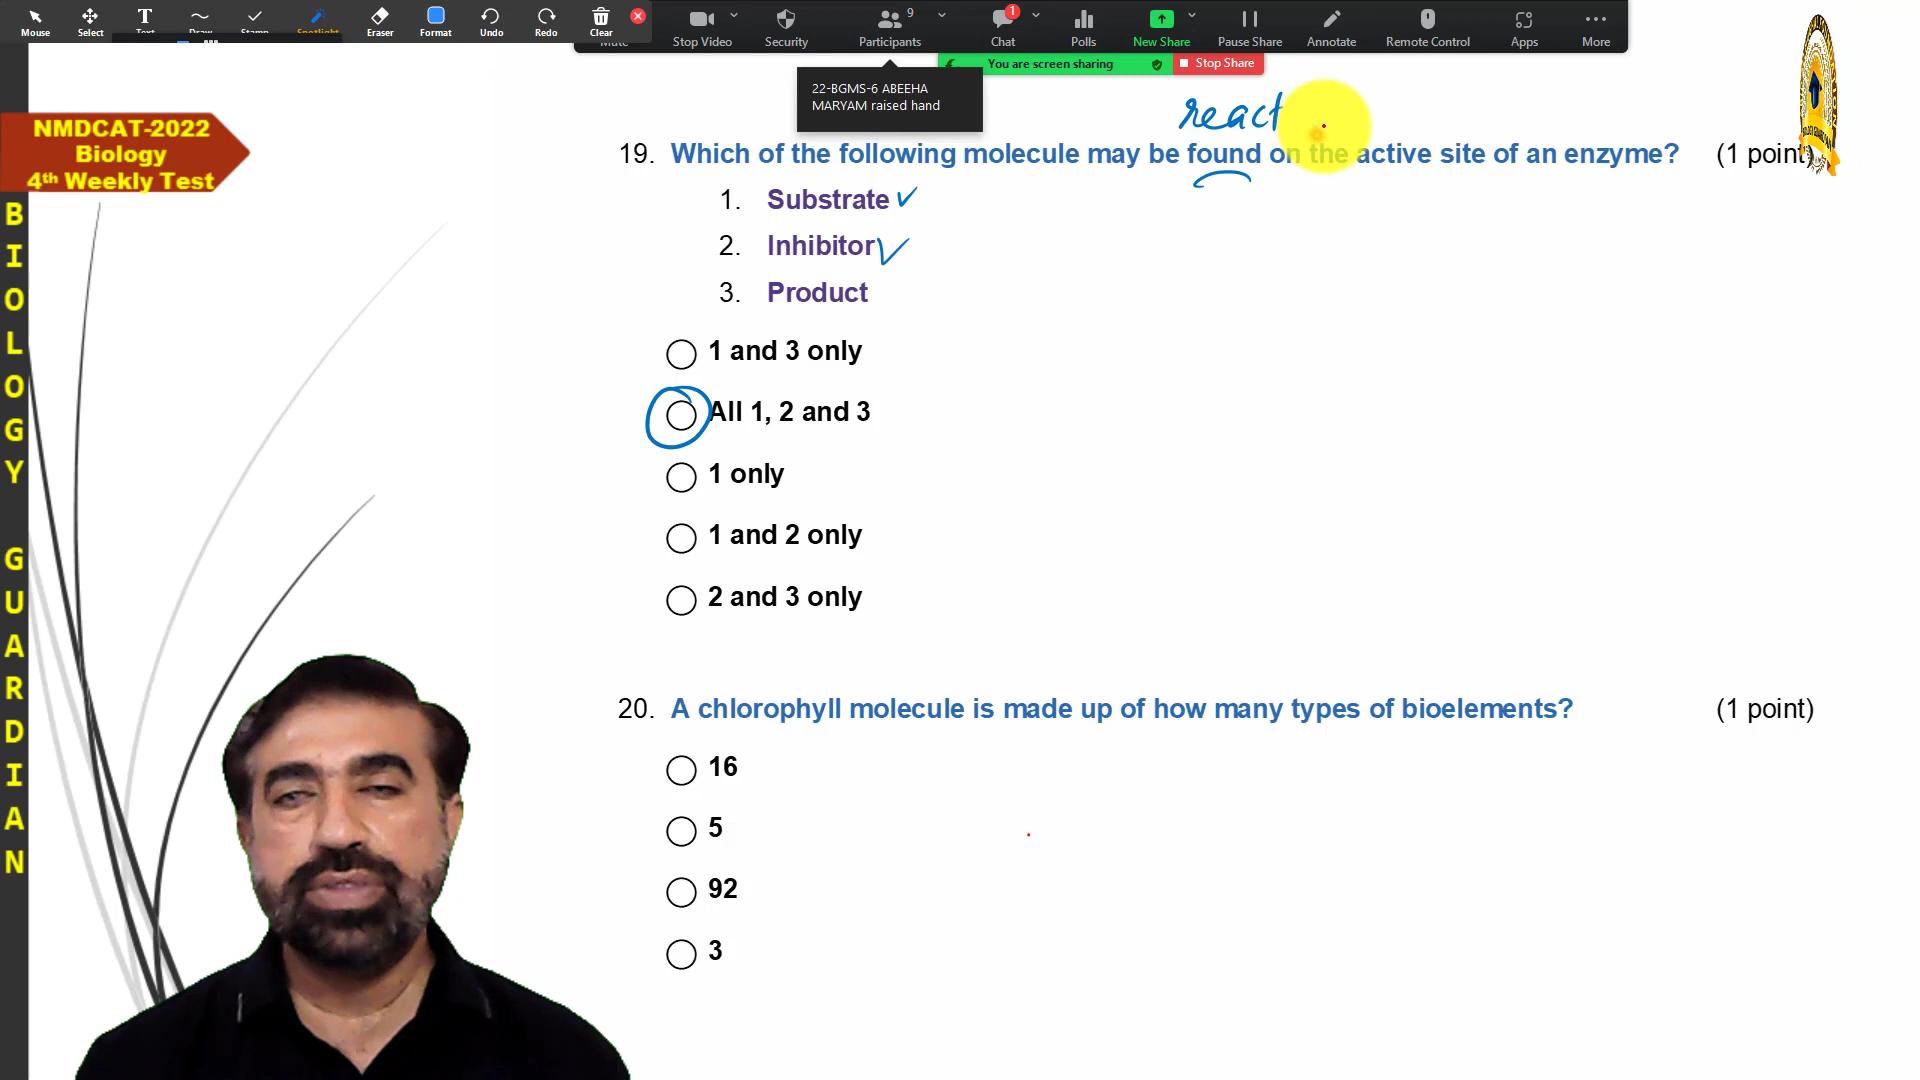 Mouse
Select
Text
Draw
Stamp
Spotlight
Eraser
Format
Undo
Redo
Clear
Mute
Stop Video
Security
9
Participants
1
Chat
Polls
New Share
Pause Share
Annotate
Remote Control
Apps
More
You are screen sharing
Stop Share
22-BGMS-6 ABEEHA
MARYAM raised hand
react
NMDCAT-2022
Biology
4th Weekly Test
BIOLOGY GUARDIAN
19. Which of the following molecule may be found on the active site of an enzyme? (1 point)
1. Substrate
2. Inhibitor
3. Product
1 and 3 only
All 1, 2 and 3
1 only
1 and 2 only
2 and 3 only
20. A chlorophyll molecule is made up of how many types of bioelements? (1 point)
16
5
92
3